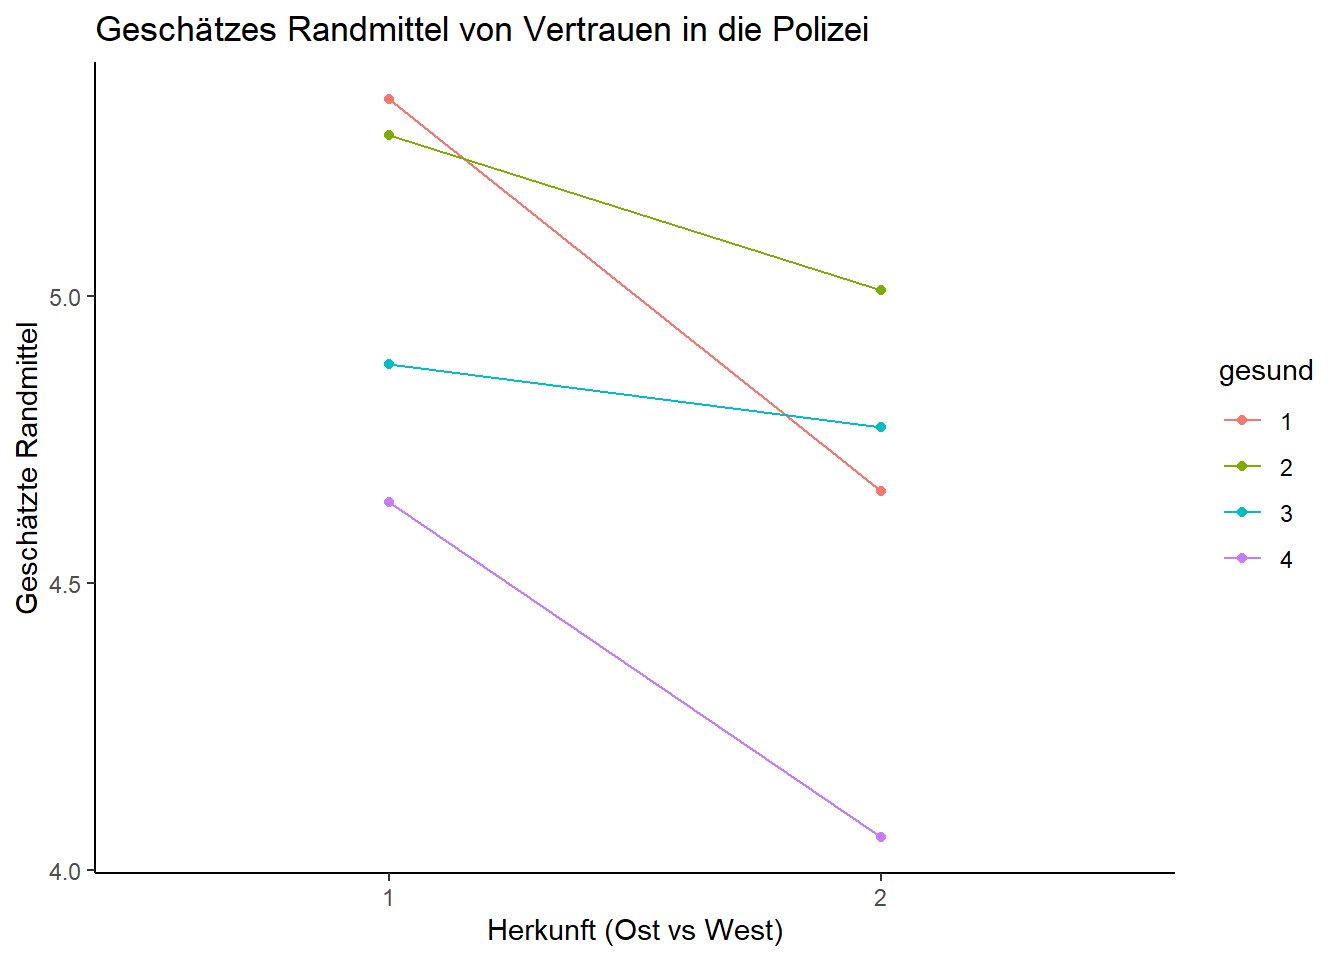 Geschätzes Randmittel von Vertrauen in die Polizei
Geschätzte Randmittel
5.0
4.5
4.0
1
2
Herkunft (Ost vs West)
gesund
1
2
3
4